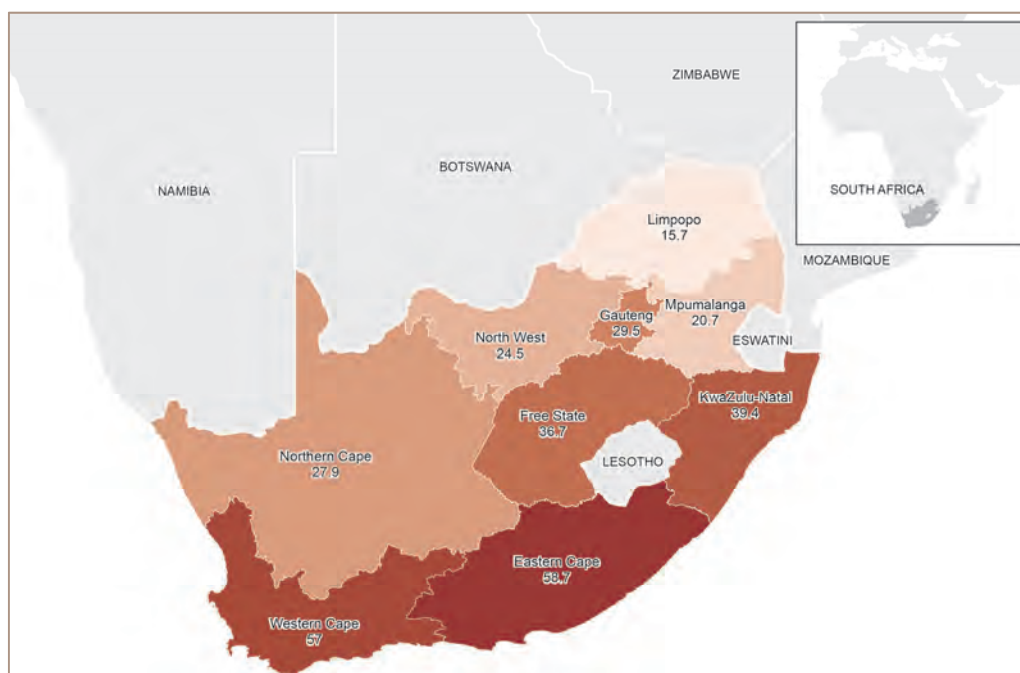 ZIMBABWE
BOTSWANA
NAMIBIA
SOUTH AFRICA
Limpopo
15.7
MOZAMBIQUE
Mpumalanga
20.7
Gauteng
29.5
North West
24.5
ESWATINI
KwaZulu-Natal
39.4
Free State
36.7
Northern Cape
27.9
LESOTHO
Eastern Cape
58.7
Western Cape
57